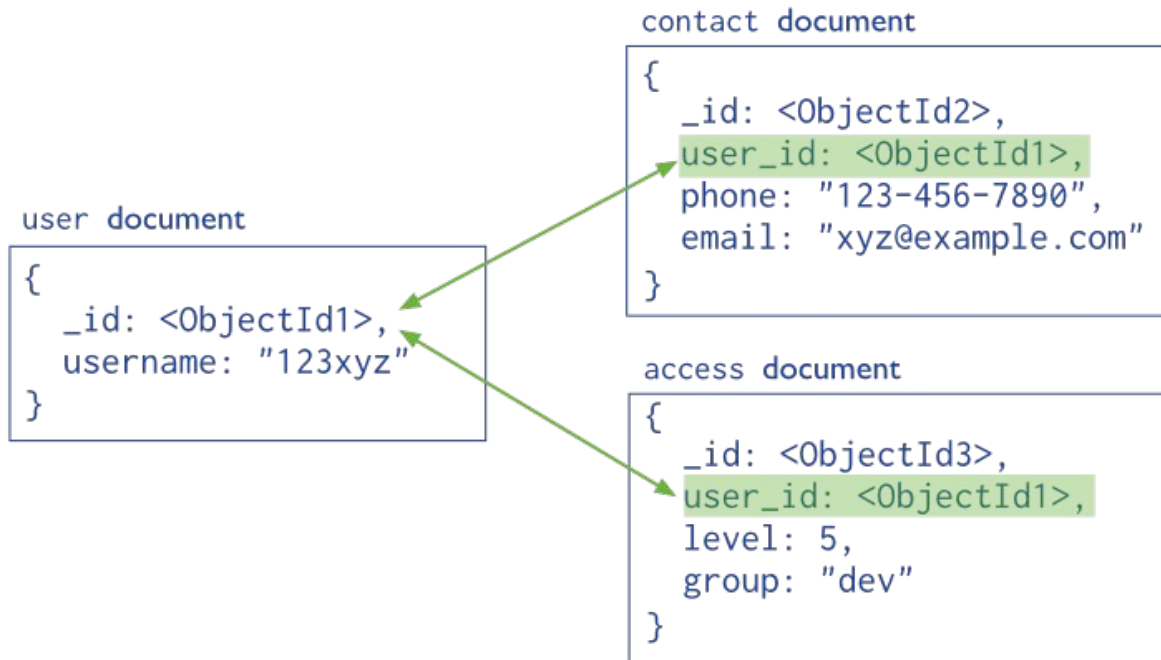 user document
{
_id: <ObjectId1>,
username: "123xyz"
}
contact document
{
_id: <ObjectId2>,
user_id: <ObjectId1>,
phone: "123-456-7890",
email: "xyz@example.com"
}
access document
{
_id: <ObjectId3>,
user_id: <ObjectId1>,
level: 5,
group: "dev"
}